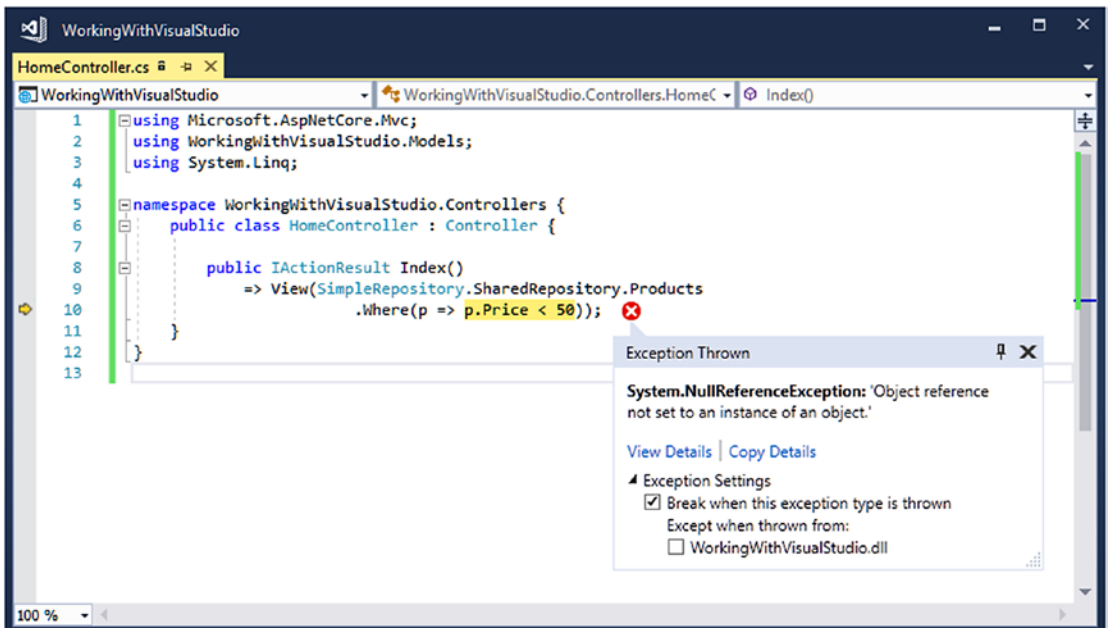 WorkingWithVisualStudio
HomeController.cs
WorkingWithVisualStudio
WorkingWithVisualStudio.Controllers.HomeC
Index()
1 using Microsoft.AspNetCore.Mvc;
2 using WorkingWithVisualStudio.Models;
3 using System.Linq;
4
5 namespace WorkingWithVisualStudio.Controllers {
6 public class HomeController : Controller {
7
8 public IActionResult Index()
9 => View(SimpleRepository.SharedRepository.Products
10 .Where(p => p.Price < 50));
11 }
12 }
13
Exception Thrown
System.NullReferenceException: 'Object reference
not set to an instance of an object.'
View Details | Copy Details
Exception Settings
Break when this exception type is thrown
Except when thrown from:
WorkingWithVisualStudio.dll
100 %